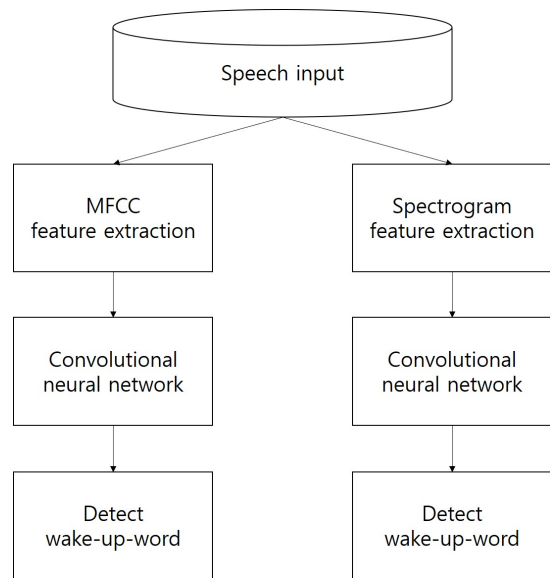 Speech input
MFCC
feature extraction
Spectrogram
feature extraction
Convolutional
neural network
Convolutional
neural network
Detect
wake-up-word
Detect
wake-up-word